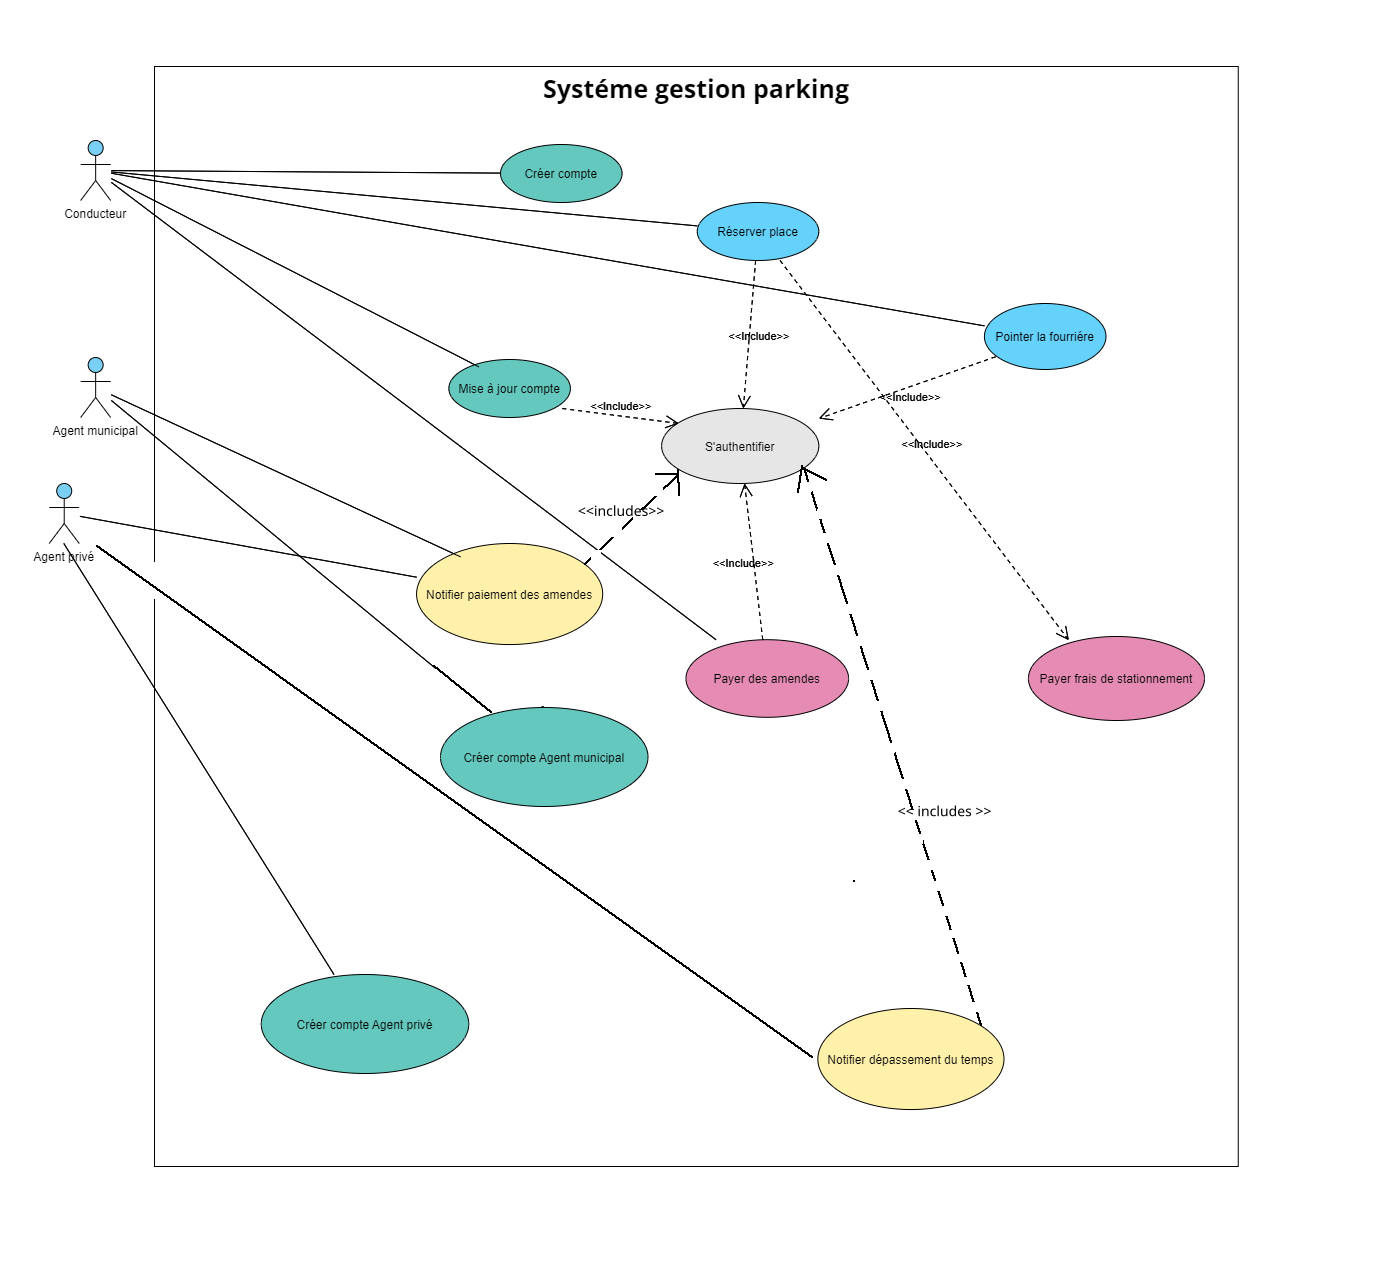 Systéme gestion parking
Créer compte
Conducteur
Réserver place
<<Include>>
Pointer la fourriére
Mise à jour compte
<<Include>>
<<Include>>
Agent municipal
S'authentifier
<<Include>>
<<includes>>
Agent privé
<<Include>>
Notifier paiement des amendes
Payer des amendes
Payer frais de stationnement
Créer compte Agent municipal
<< includes >>
Créer compte Agent privé
Notifier dépassement du temps